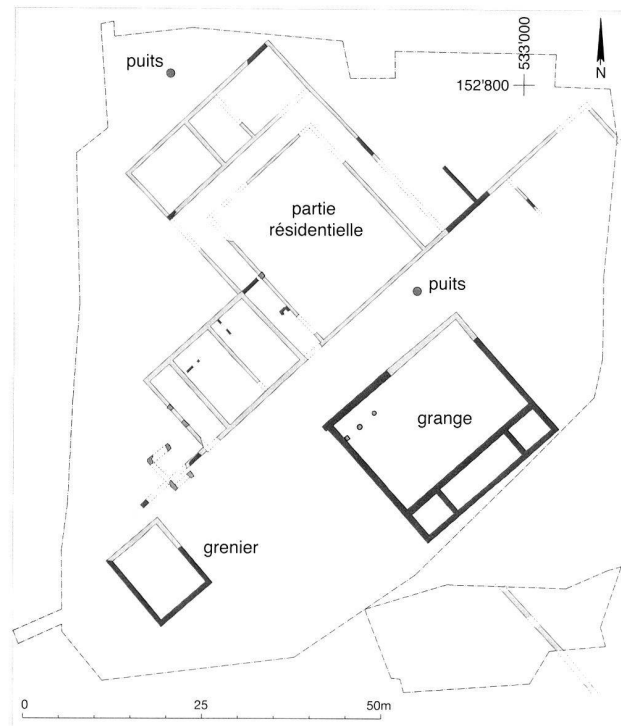 puits
533'000
N
152'800
partie
résidentielle
puits
grange
grenier
0 25 50m